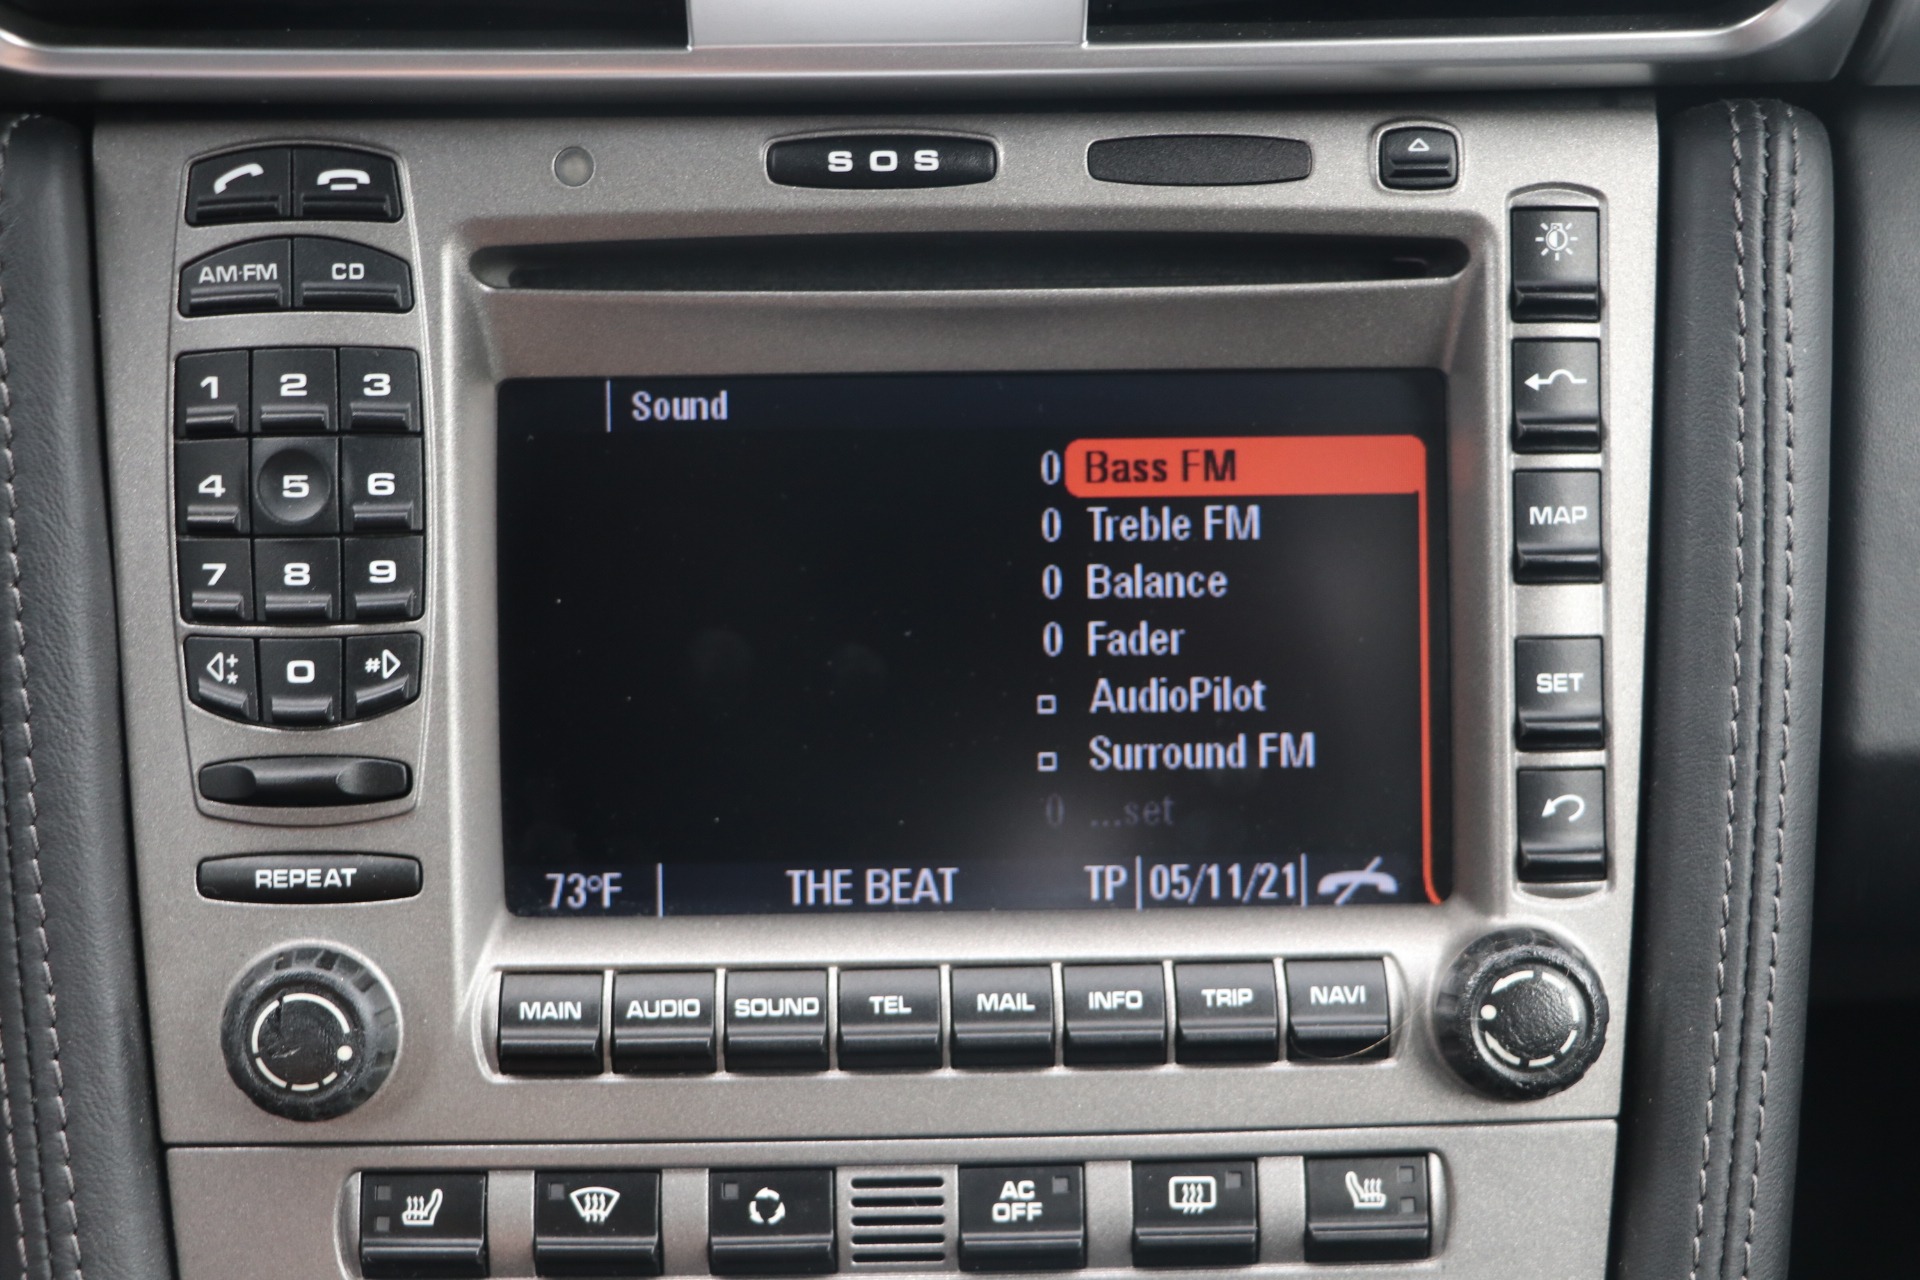 SOS
AM·FM CD
1 2 3
4 5 6
7 8 9
+ * 0 #
REPEAT
Sound
0 Bass FM
0 Treble FM
0 Balance
0 Fader
AudioPilot
Surround FM
0 ...set
73°F THE BEAT TP 05/11/21
MAP
SET
MAIN AUDIO SOUND TEL MAIL INFO TRIP NAVI
AC
OFF